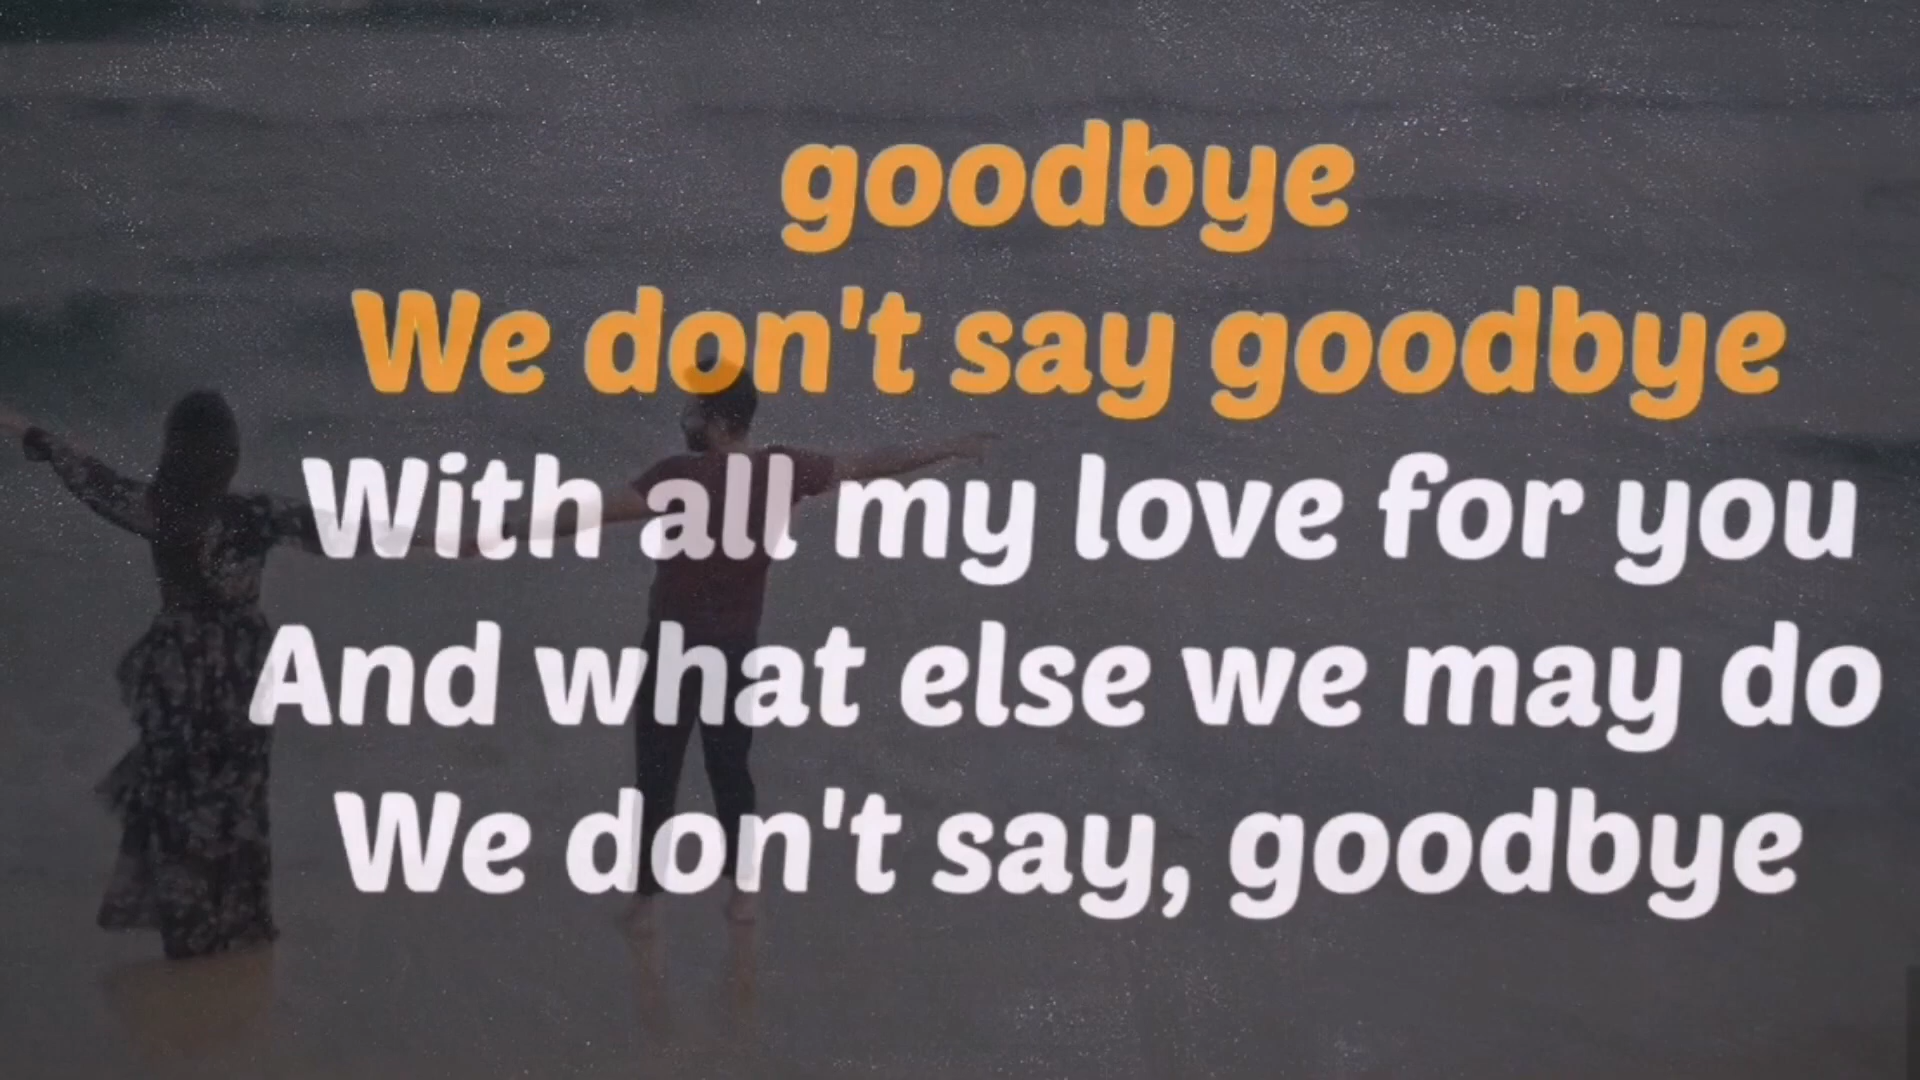 goodbye
We don't say goodbye
With all my love for you
And what else we may do
We don't say, goodbye